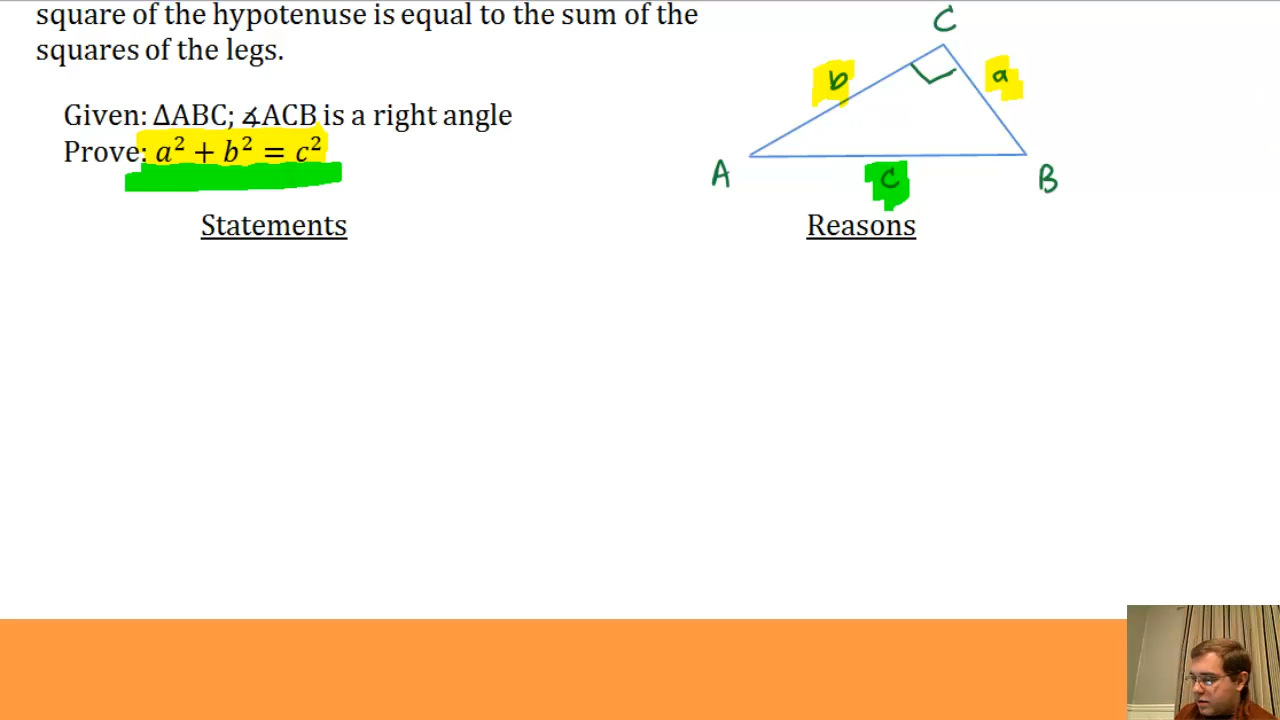 square of the hypotenuse is equal to the sum of the
squares of the legs.
C
b
a
Given: ΔABC; ∡ACB is a right angle
Prove: a² + b² = c²
A
c
B
Statements
Reasons